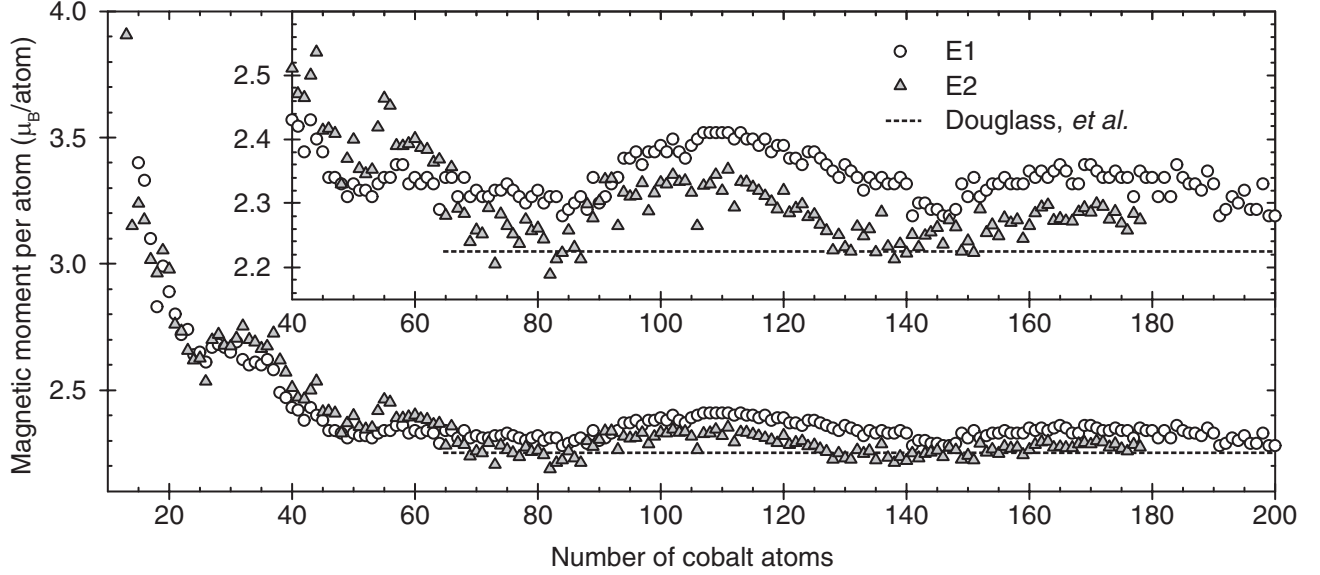 4.0
3.5
3.0
2.5
Magnetic moment per atom (μB/atom)
2.5
2.4
2.3
2.2
E1
E2
Douglass, et al.
40 60 80 100 120 140 160 180 200
20 40 60 80 100 120 140 160 180 200
Number of cobalt atoms